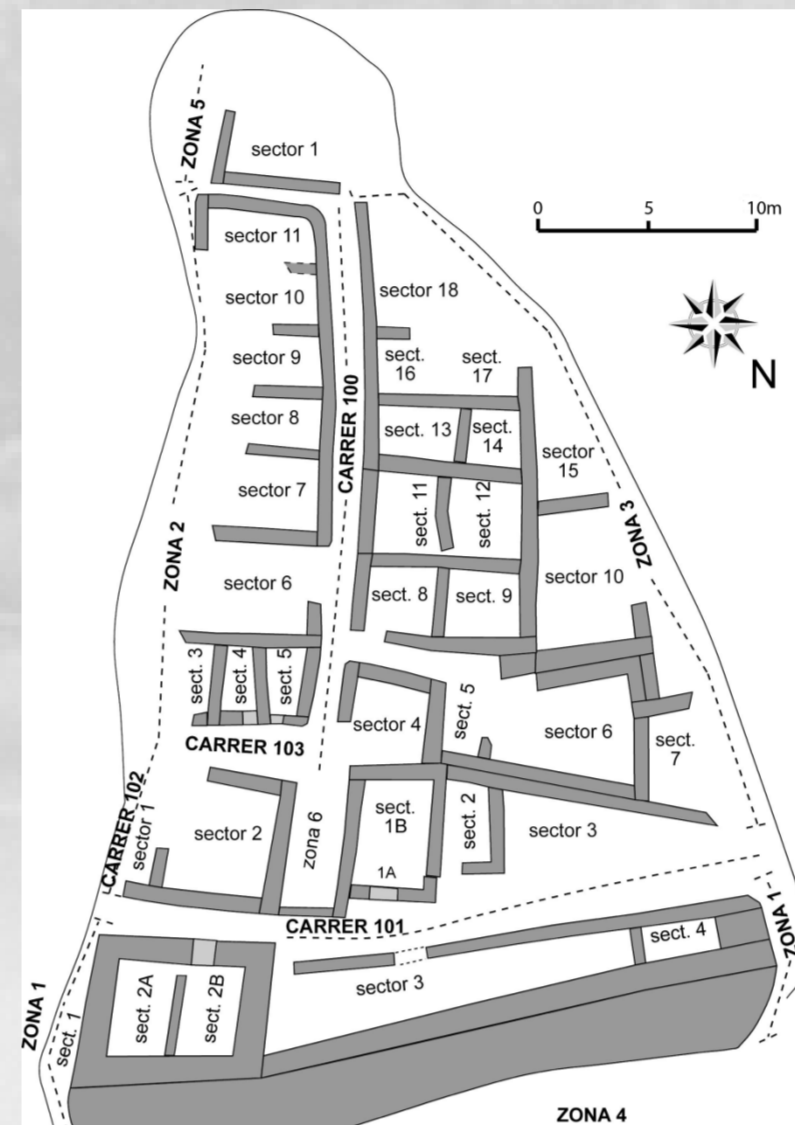 ZONA 5
sector 1
sector 11
0 5 10m
sector 10
sector 18
N
sector 9
sect.
16
sect.
17
CARRER 100
sector 8
sect. 13
sect.
14
sector
15
sector 7
sect. 11
sect. 12
ZONA 2
ZONA 3
sector 6
sect. 8
sect. 9
sector 10
sect. 3
sect. 4
sect. 5
sector 4
sect. 5
sector 6
sect.
7
CARRER 103
CARRER 102
sector 1
sector 2
zona 6
sect.
1B
1A
sect. 2
sector 3
CARRER 101
ZONA 1
sect. 4
ZONA 1
sect. 1
sect. 2A
sect. 2B
sector 3
ZONA 4